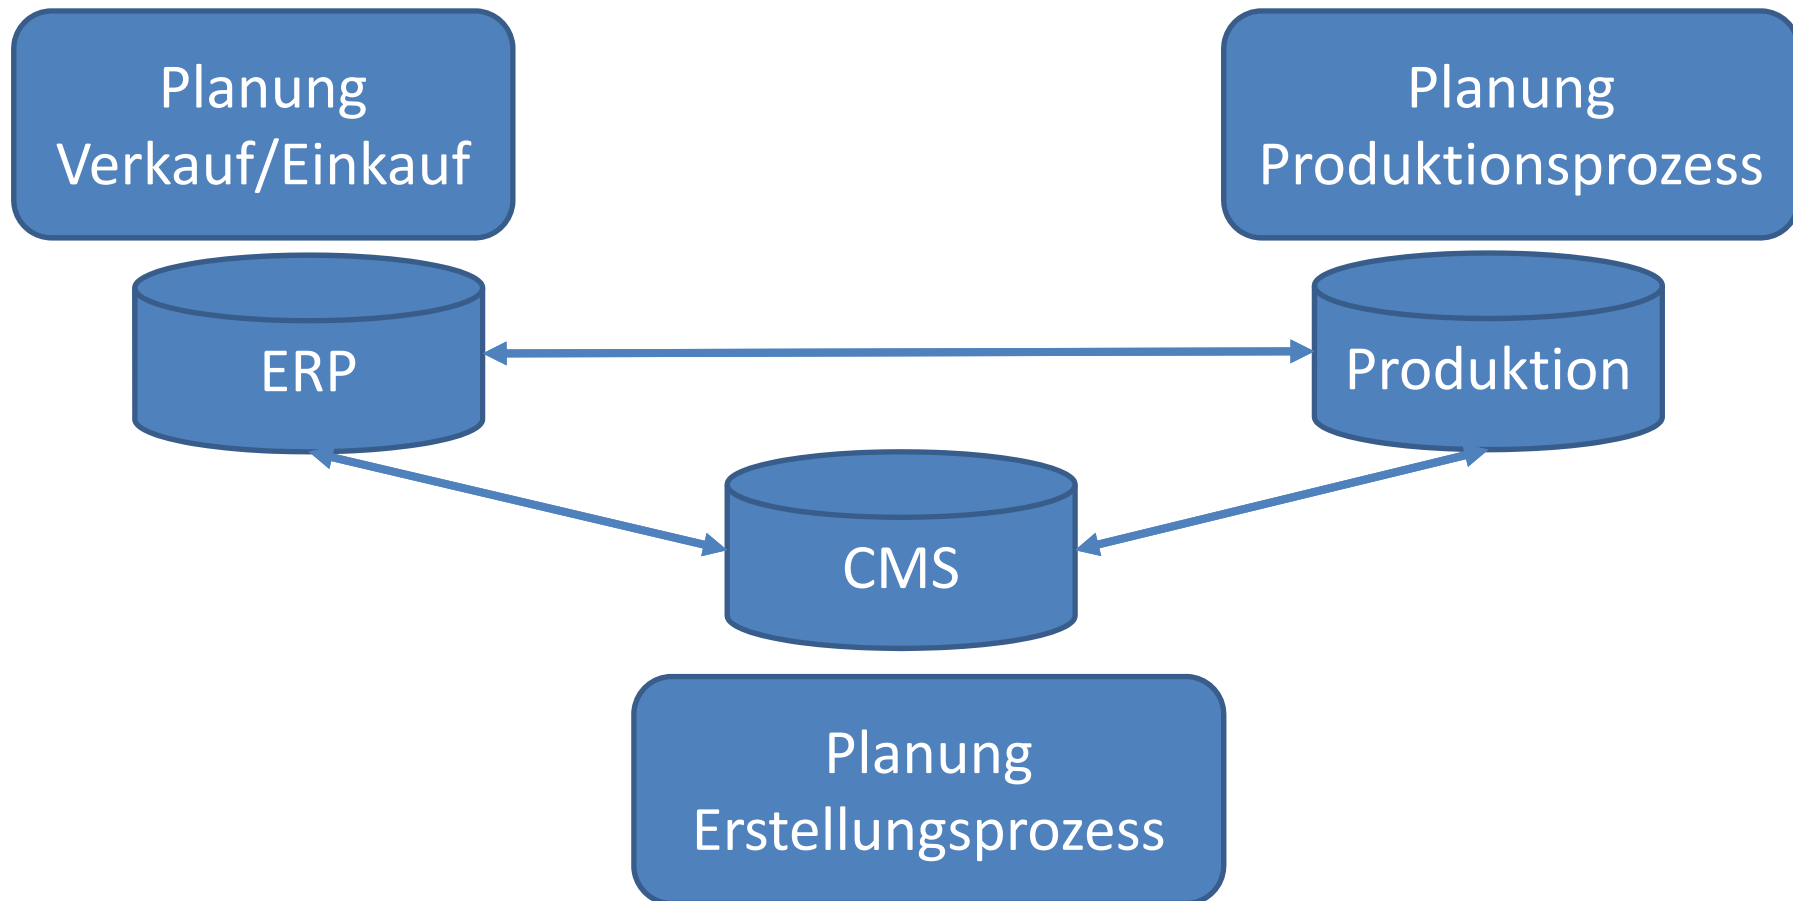 Planung
Verkauf/Einkauf
Planung
Produktionsprozess
ERP
Produktion
CMS
Planung
Erstellungsprozess